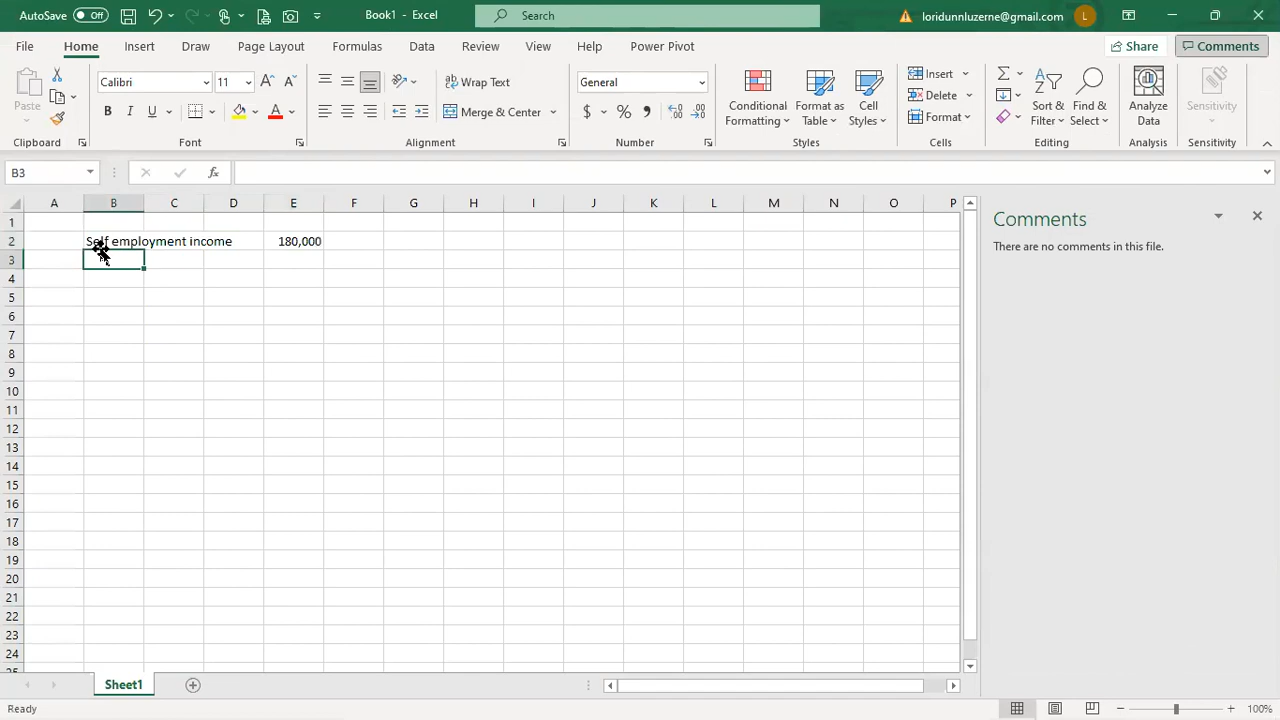 AutoSave Off Book1 - Excel Search loridunnluzerne@gmail.com L
File Home Insert Draw Page Layout Formulas Data Review View Help Power Pivot Share Comments
Paste Calibri 11 A A Wrap Text General Conditional Formatting Format as Table Cell Styles Insert Sort & Filter Find & Select Analyze Data Sensitivity
B I U A Merge & Center $ % Delete
Format
Clipboard Font Alignment Number Styles Cells Editing Analysis Sensitivity
B3 fx
A B C D E F G H I J K L M N O P
1
2 Self employment income 180,000
3
4
5
6
7
8
9
10
11
12
13
14
15
16
17
18
19
20
21
22
23
24
25
Comments
There are no comments in this file.
Sheet1
Ready 100%